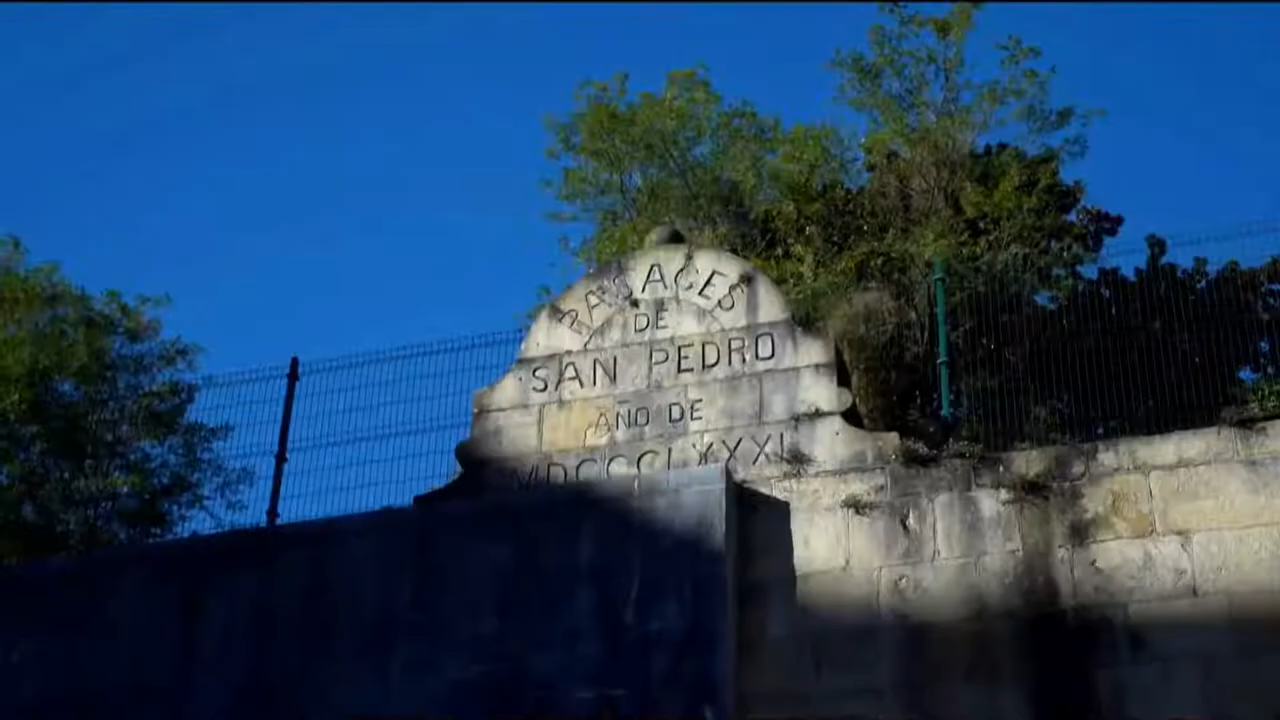 PASAGES
DE
SAN PEDRO
AÑO DE
MDCCCLXXXI